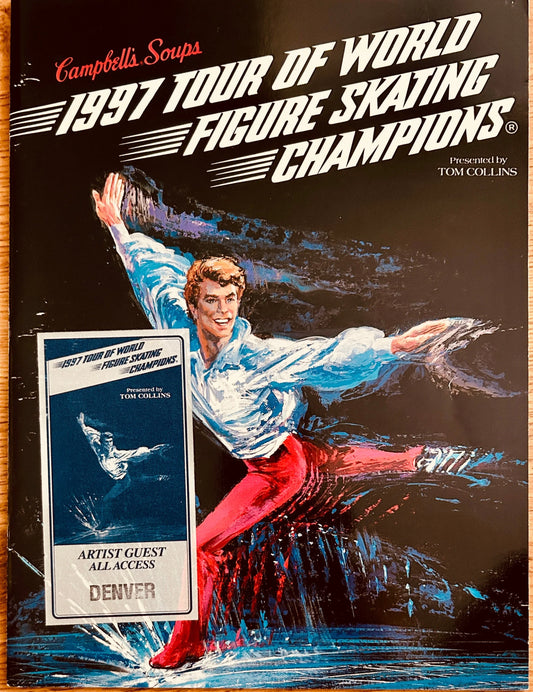 Campbell's Soups
1997 TOUR OF WORLD
FIGURE SKATING
CHAMPIONS®
Presented by
TOM COLLINS
1997 TOUR OF WORLD
FIGURE SKATING
CHAMPIONS
Presented by
TOM COLLINS
ARTIST GUEST
ALL ACCESS
DENVER